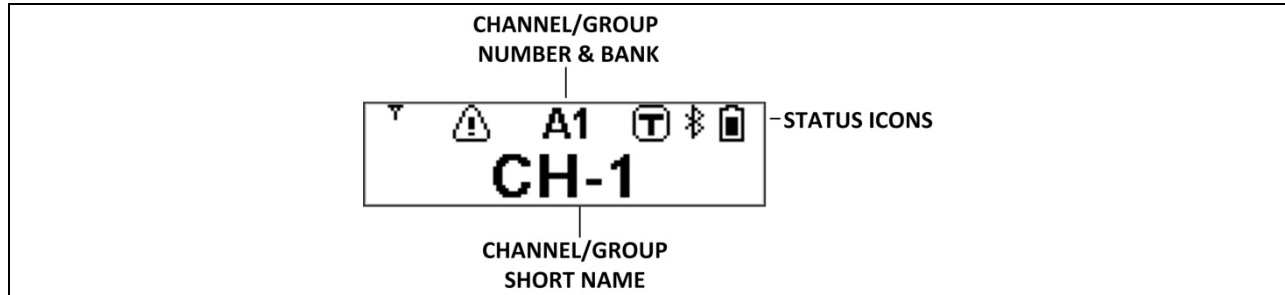 CHANNEL/GROUP
NUMBER & BANK
A1 T
STATUS ICONS
CH-1
CHANNEL/GROUP
SHORT NAME